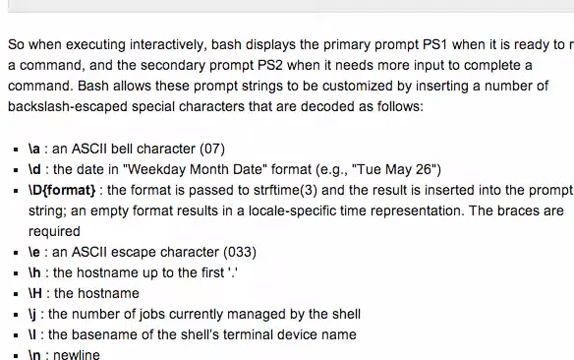 So when executing interactively, bash displays the primary prompt PS1 when it is ready to r
a command, and the secondary prompt PS2 when it needs more input to complete a
command. Bash allows these prompt strings to be customized by inserting a number of
backslash-escaped special characters that are decoded as follows:
▪ \a : an ASCII bell character (07)
▪ \d : the date in "Weekday Month Date" format (e.g., "Tue May 26")
▪ \D{format} : the format is passed to strftime(3) and the result is inserted into the prompt
string; an empty format results in a locale-specific time representation. The braces are
required
▪ \e : an ASCII escape character (033)
▪ \h : the hostname up to the first '.'
▪ \H : the hostname
▪ \j : the number of jobs currently managed by the shell
▪ \l : the basename of the shell's terminal device name
▪ \n : newline